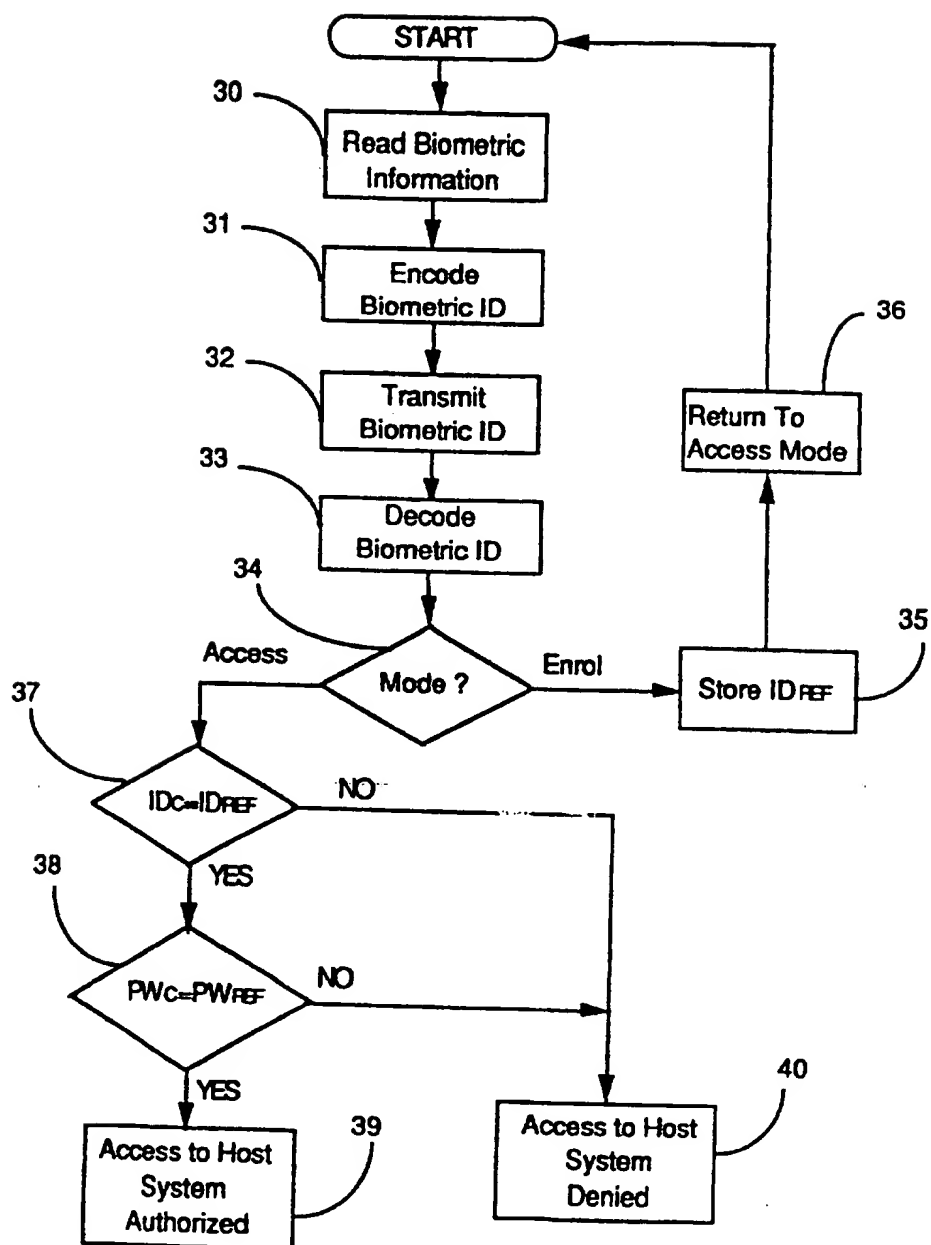 START
30
Read Biometric
Information
31
Encode
Biometric ID
32
Transmit
Biometric ID
33
Decode
Biometric ID
36
Return To
Access Mode
34
Mode ?
Access
Enrol
35
Store IDREF
37
IDC=IDREF
NO
YES
38
PWC=PWREF
NO
YES
39
Access to Host
System
Authorized
40
Access to Host
System
Denied